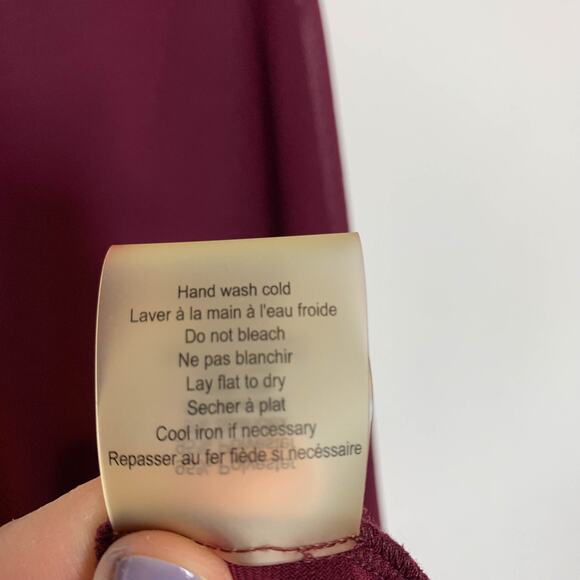 Hand wash cold
Laver à la main à l'eau froide
Do not bleach
Ne pas blanchir
Lay flat to dry
Secher à plat
Cool iron if necessary
Repasser au fer fiède si necéssaire